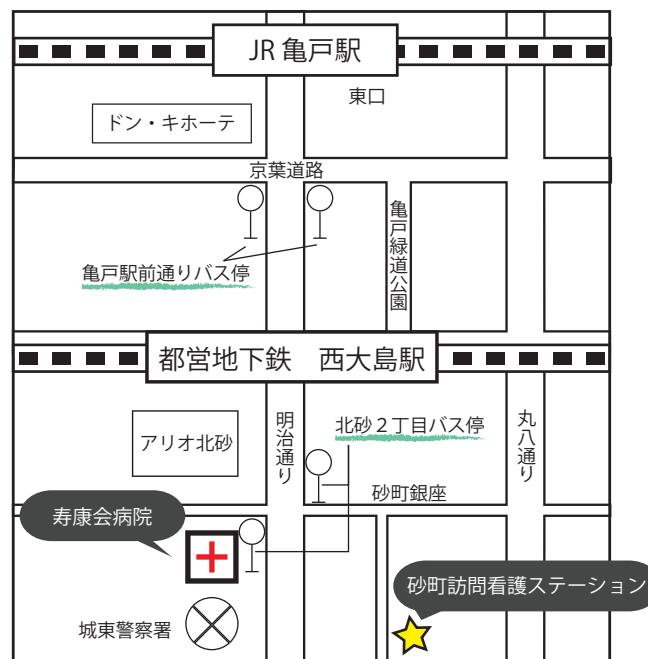 JR 亀戸駅
東口
ドン・キホーテ
京葉道路
亀戸緑道公園
亀戸駅前通りバス停
都営地下鉄　西大島駅
アリオ北砂
明治通り
北砂２丁目バス停
丸八通り
砂町銀座
寿康会病院
砂町訪問看護ステーション
城東警察署